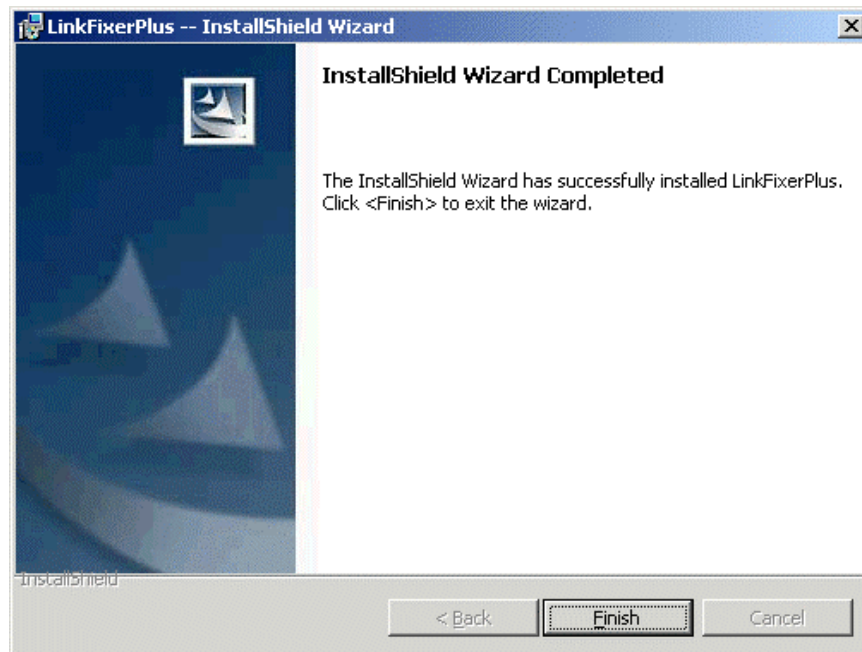 LinkFixerPlus -- InstallShield Wizard
InstallShield Wizard Completed
The InstallShield Wizard has successfully installed LinkFixerPlus.
Click <Finish> to exit the wizard.
InstallShield
< Back
Finish
Cancel